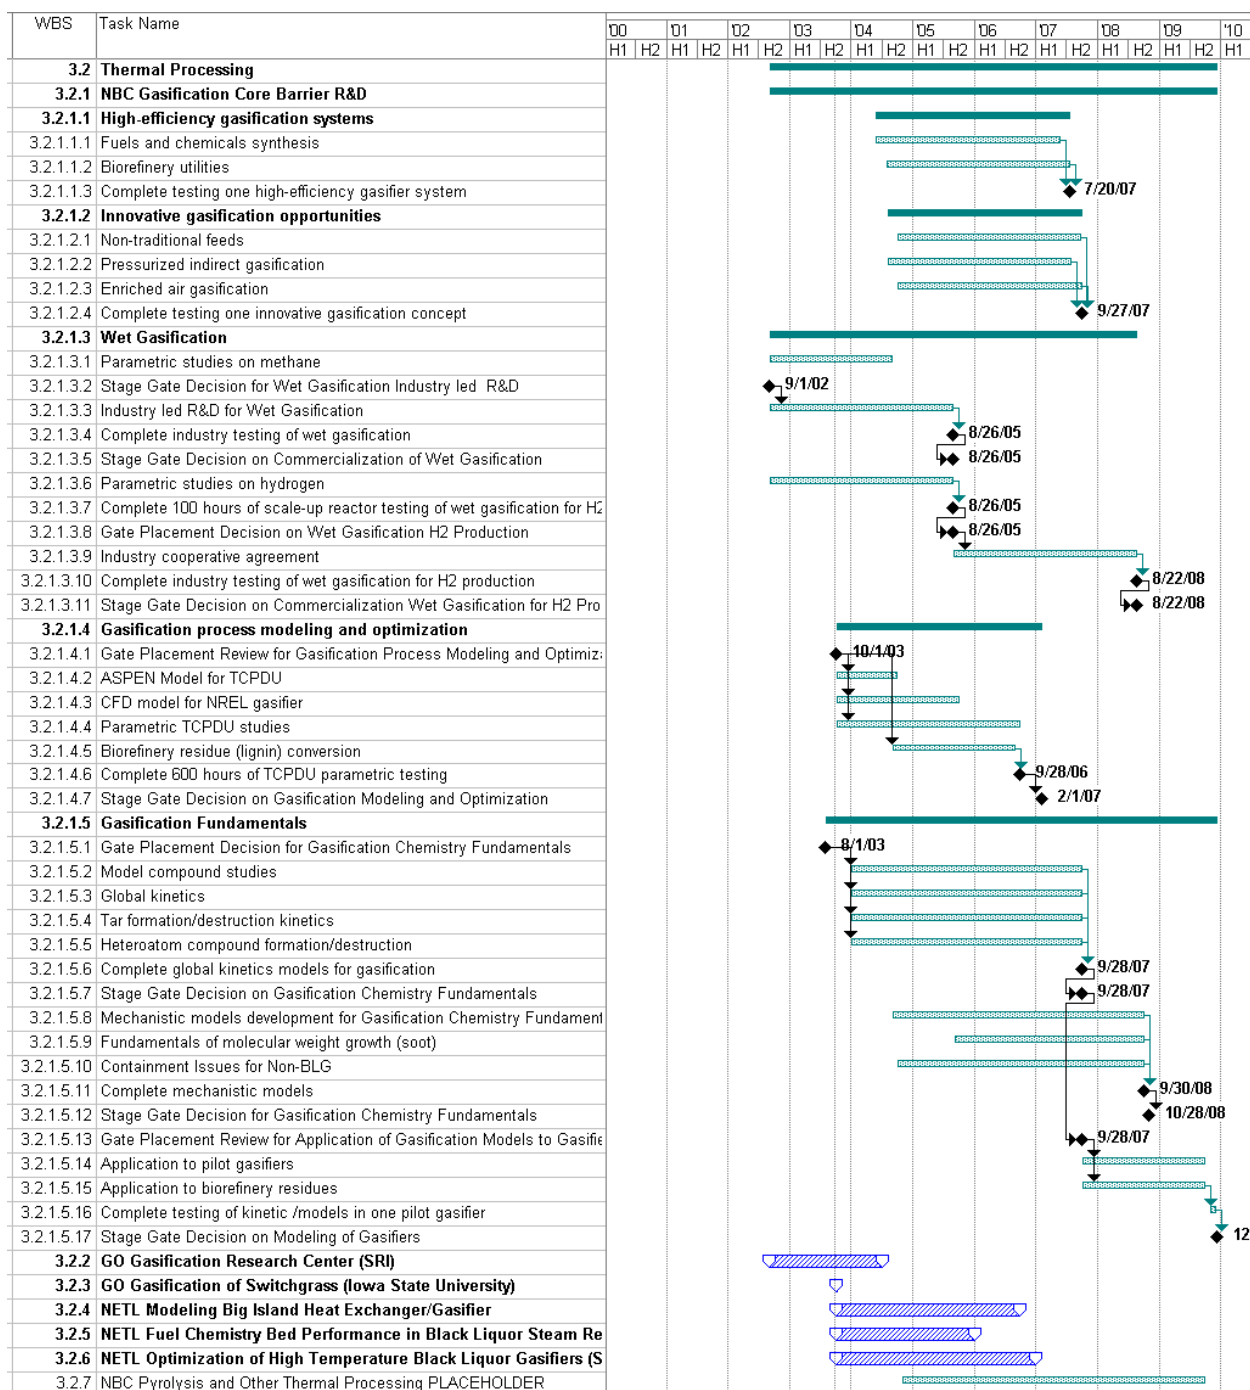 WBS Task Name '00 '01 '02 '03 '04 '05 '06 '07 '08 '09 '10
H1 H2 H1 H2 H1 H2 H1 H2 H1 H2 H1 H2 H1 H2 H1 H2 H1 H2 H1 H2 H1
3.2 Thermal Processing
3.2.1 NBC Gasification Core Barrier R&D
3.2.1.1 High-efficiency gasification systems
3.2.1.1.1 Fuels and chemicals synthesis
3.2.1.1.2 Biorefinery utilities
3.2.1.1.3 Complete testing one high-efficiency gasifier system 7/20/07
3.2.1.2 Innovative gasification opportunities
3.2.1.2.1 Non-traditional feeds
3.2.1.2.2 Pressurized indirect gasification
3.2.1.2.3 Enriched air gasification
3.2.1.2.4 Complete testing one innovative gasification concept 9/27/07
3.2.1.3 Wet Gasification
3.2.1.3.1 Parametric studies on methane
3.2.1.3.2 Stage Gate Decision for Wet Gasification Industry led R&D 9/1/02
3.2.1.3.3 Industry led R&D for Wet Gasification
3.2.1.3.4 Complete industry testing of wet gasification 8/26/05
3.2.1.3.5 Stage Gate Decision on Commercialization of Wet Gasification 8/26/05
3.2.1.3.6 Parametric studies on hydrogen
3.2.1.3.7 Complete 100 hours of scale-up reactor testing of wet gasification for H2 8/26/05
3.2.1.3.8 Gate Placement Decision on Wet Gasification H2 Production 8/26/05
3.2.1.3.9 Industry cooperative agreement
3.2.1.3.10 Complete industry testing of wet gasification for H2 production 8/22/08
3.2.1.3.11 Stage Gate Decision on Commercialization Wet Gasification for H2 Pro 8/22/08
3.2.1.4 Gasification process modeling and optimization
3.2.1.4.1 Gate Placement Review for Gasification Process Modeling and Optimiz 10/1/03
3.2.1.4.2 ASPEN Model for TCPDU
3.2.1.4.3 CFD model for NREL gasifier
3.2.1.4.4 Parametric TCPDU studies
3.2.1.4.5 Biorefinery residue (lignin) conversion
3.2.1.4.6 Complete 600 hours of TCPDU parametric testing 9/28/06
3.2.1.4.7 Stage Gate Decision on Gasification Modeling and Optimization 2/1/07
3.2.1.5 Gasification Fundamentals
3.2.1.5.1 Gate Placement Decision for Gasification Chemistry Fundamentals 8/1/03
3.2.1.5.2 Model compound studies
3.2.1.5.3 Global kinetics
3.2.1.5.4 Tar formation/destruction kinetics
3.2.1.5.5 Heteroatom compound formation/destruction
3.2.1.5.6 Complete global kinetics models for gasification 9/28/07
3.2.1.5.7 Stage Gate Decision on Gasification Chemistry Fundamentals 9/28/07
3.2.1.5.8 Mechanistic models development for Gasification Chemistry Fundament
3.2.1.5.9 Fundamentals of molecular weight growth (soot)
3.2.1.5.10 Containment Issues for Non-BLG
3.2.1.5.11 Complete mechanistic models 9/30/08
3.2.1.5.12 Stage Gate Decision for Gasification Chemistry Fundamentals 10/28/08
3.2.1.5.13 Gate Placement Review for Application of Gasification Models to Gasifie 9/28/07
3.2.1.5.14 Application to pilot gasifiers
3.2.1.5.15 Application to biorefinery residues
3.2.1.5.16 Complete testing of kinetic /models in one pilot gasifier
3.2.1.5.17 Stage Gate Decision on Modeling of Gasifiers 12
3.2.2 GO Gasification Research Center (SRI)
3.2.3 GO Gasification of Switchgrass (Iowa State University)
3.2.4 NETL Modeling Big Island Heat Exchanger/Gasifier
3.2.5 NETL Fuel Chemistry Bed Performance in Black Liquor Steam Re
3.2.6 NETL Optimization of High Temperature Black Liquor Gasifiers (S
3.2.7 NBC Pyrolysis and Other Thermal Processing PLACEHOLDER